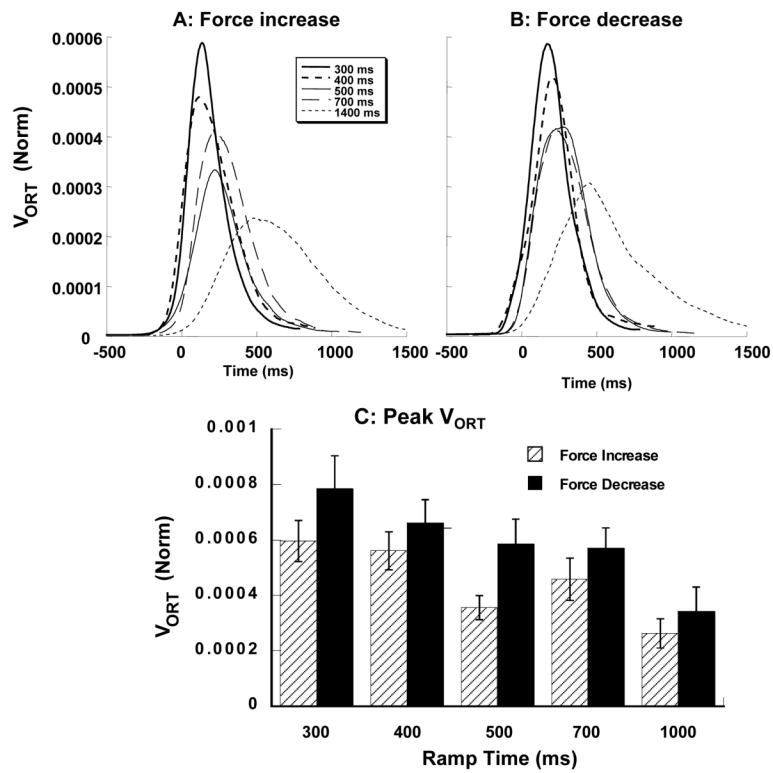 A: Force increase
B: Force decrease
V_ORT (Norm)
0.0006
0.0005
0.0004
0.0003
0.0002
0.0001
0
300 ms
400 ms
500 ms
700 ms
1400 ms
-500 0 500 1000 1500
Time (ms)
-500 0 500 1000 1500
Time (ms)
C: Peak V_ORT
V_ORT (Norm)
0.001
0.0008
0.0006
0.0004
0.0002
0
Force Increase
Force Decrease
300 400 500 700 1000
Ramp Time (ms)